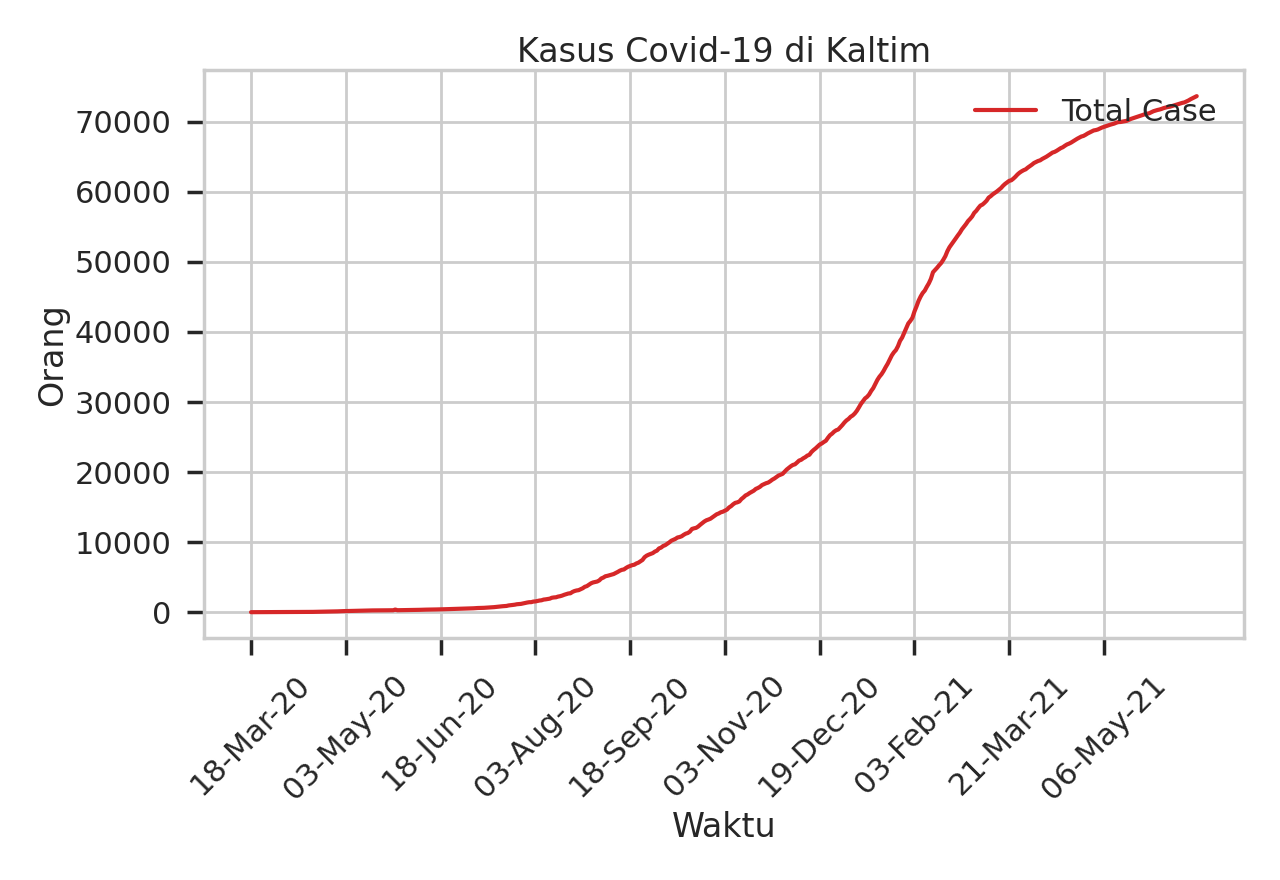 Kasus Covid-19 di Kaltim
Total Case
Orang
70000
60000
50000
40000
30000
20000
10000
0
18-Mar-20
03-May-20
18-Jun-20
03-Aug-20
18-Sep-20
03-Nov-20
19-Dec-20
03-Feb-21
21-Mar-21
06-May-21
Waktu